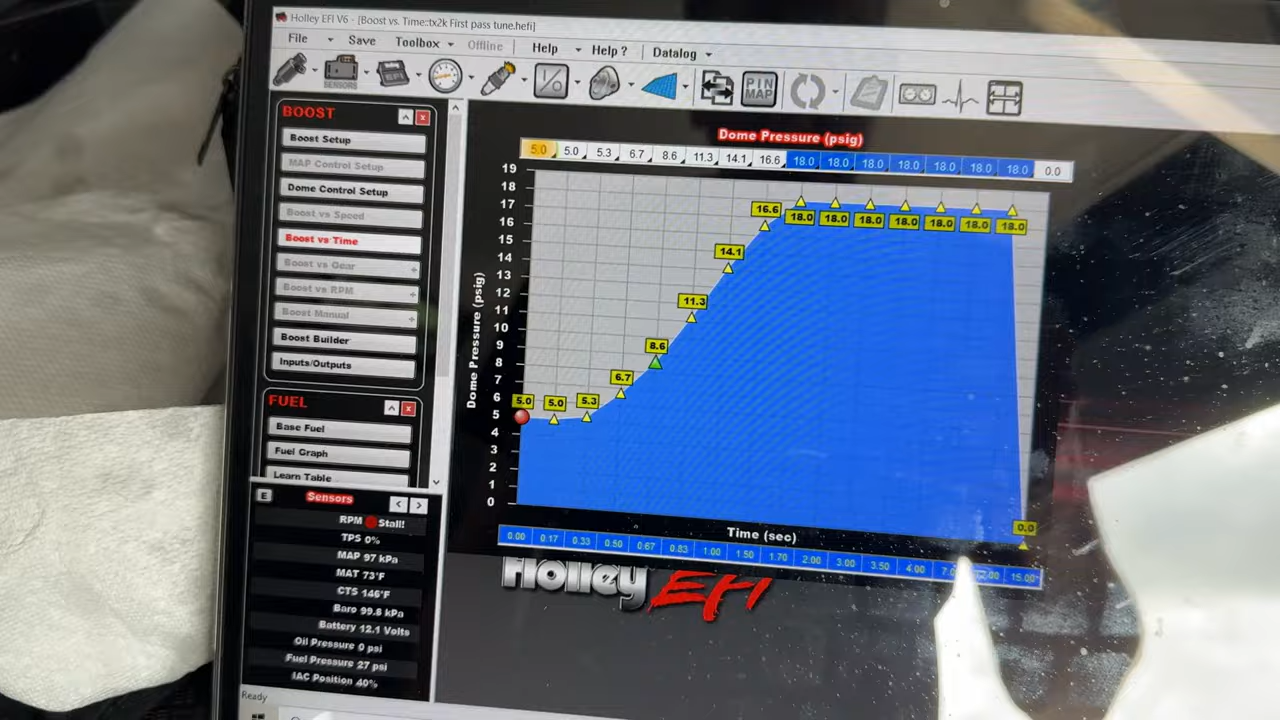 Holley EFI V6 - [Boost vs. Time::tx2k First pass tune.hefi]
File Save Toolbox Offline Help Help ? Datalog
SENSORS EFI PIN MAP
BOOST
Boost Setup
MAP Control Setup
Dome Control Setup
Boost vs Speed
Boost vs Time
Boost vs Gear +
Boost vs RPM +
Boost Manual +
Boost Builder
Inputs/Outputs
FUEL
Base Fuel
Fuel Graph
Learn Table
E Sensors < >
RPM Stall!
TPS 0%
MAP 97 kPa
MAT 73°F
CTS 146°F
Baro 99.8 kPa
Battery 12.1 Volts
Oil Pressure 0 psi
Fuel Pressure 27 psi
IAC Position 40%
Ready
Dome Pressure (psig)
5.0 5.0 5.3 6.7 8.6 11.3 14.1 16.6 18.0 18.0 18.0 18.0 18.0 18.0 18.0 0.0
19
18
17
16
15
14
13
12
11
10
9
8
7
6
5
4
3
2
1
0
Dome Pressure (psig)
5.0 5.0 5.3 6.7 8.6 11.3 14.1 16.6 18.0 18.0 18.0 18.0 18.0 18.0 18.0 0.0
Time (sec)
0.00 0.17 0.33 0.50 0.67 0.83 1.00 1.50 1.70 2.00 3.00 3.50 4.00 15.00
Holley EFI